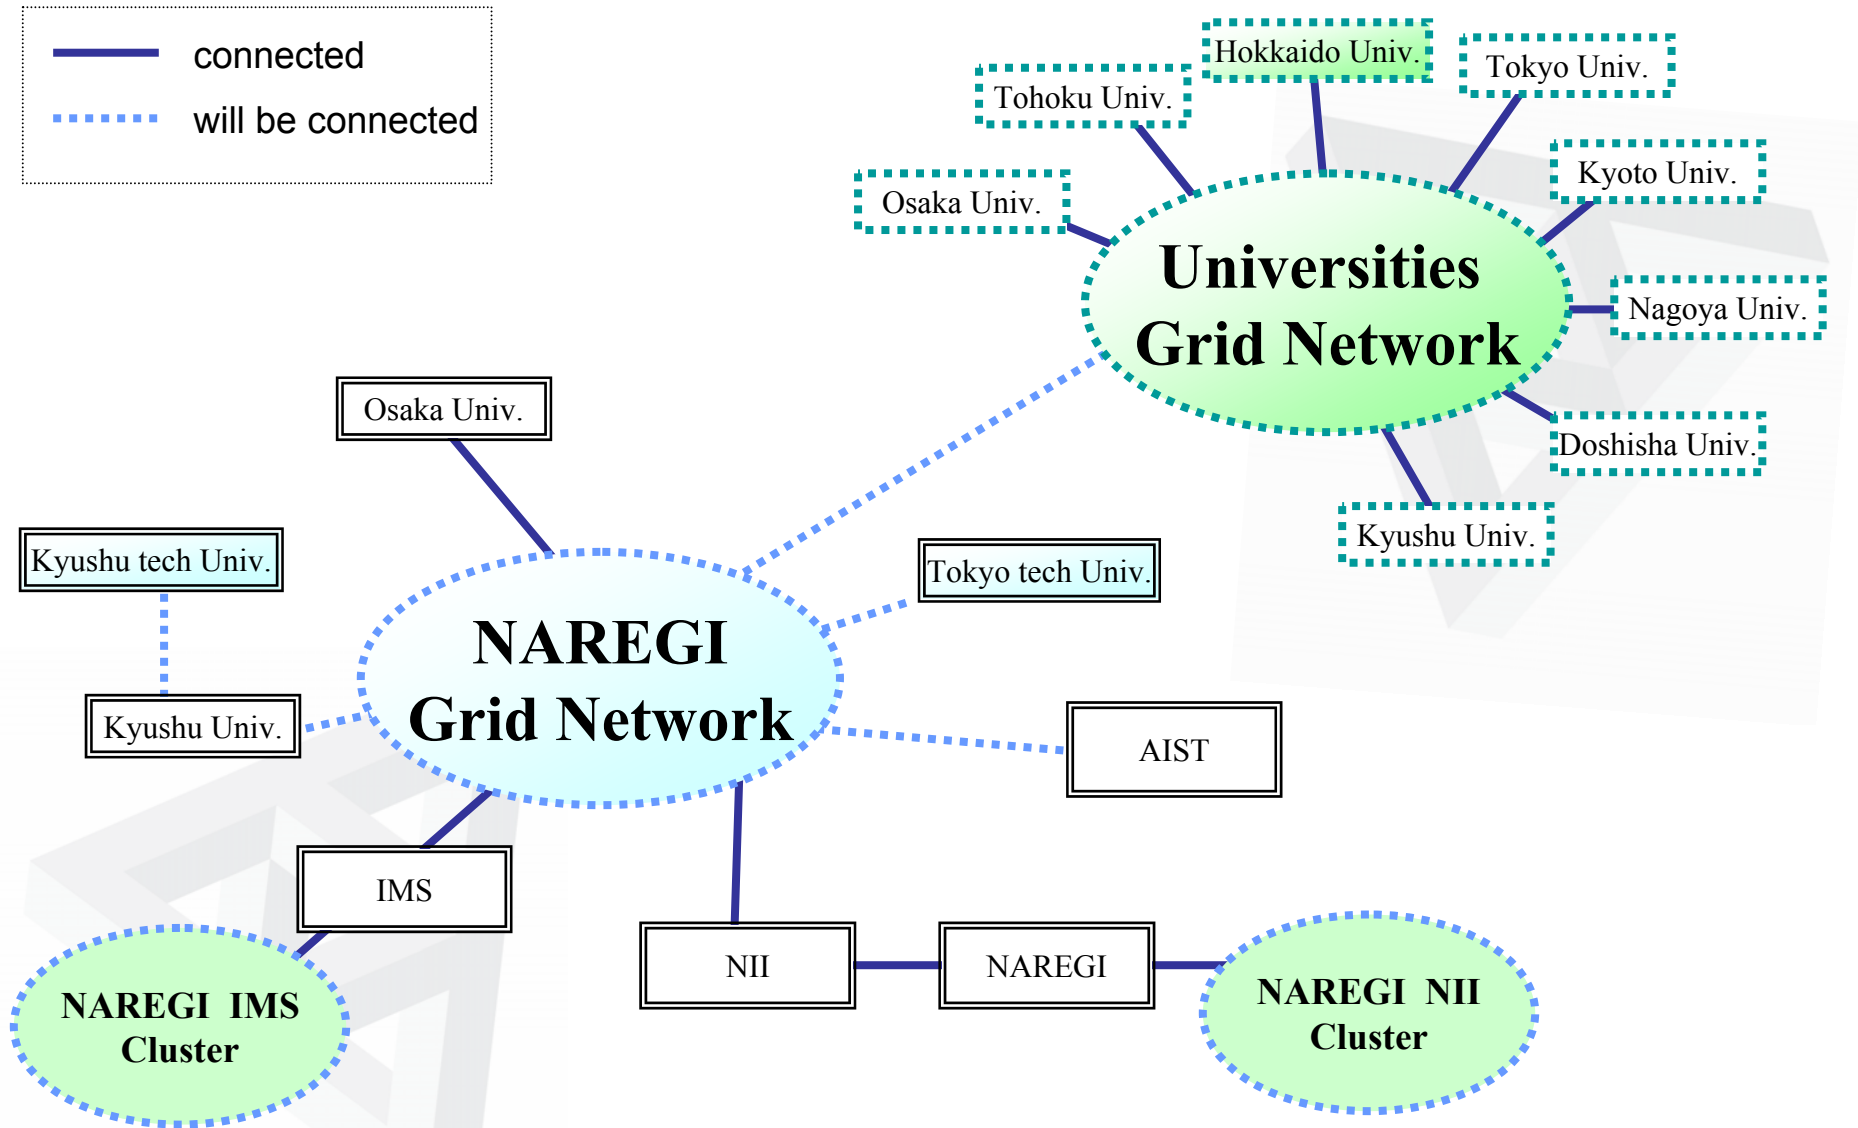 connected
will be connected
Hokkaido Univ.
Tokyo Univ.
Tohoku Univ.
Kyoto Univ.
Osaka Univ.
Universities
Grid Network
Nagoya Univ.
Doshisha Univ.
Kyushu Univ.
Osaka Univ.
Kyushu tech Univ.
Tokyo tech Univ.
NAREGI
Grid Network
Kyushu Univ.
AIST
IMS
NII
NAREGI
NAREGI IMS
Cluster
NAREGI NII
Cluster